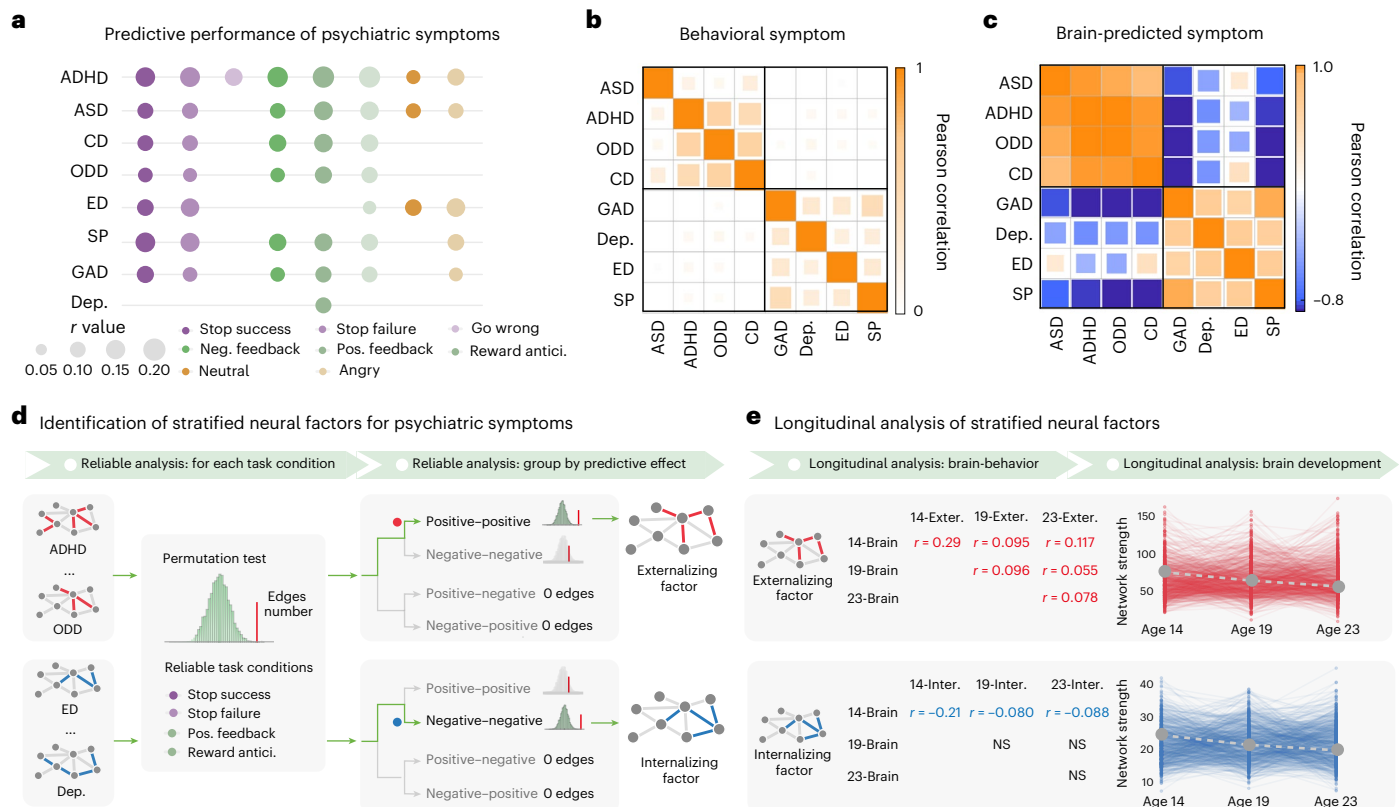 a
Predictive performance of psychiatric symptoms
ADHD
ASD
CD
ODD
ED
SP
GAD
Dep.
r value
0.05 0.10 0.15 0.20
Stop success
Stop failure
Go wrong
Neg. feedback
Pos. feedback
Reward antici.
Neutral
Angry
b
Behavioral symptom
ASD
ADHD
ODD
CD
GAD
Dep.
ED
SP
ASD
ADHD
ODD
CD
GAD
Dep.
ED
SP
1
0
Pearson correlation
c
Brain-predicted symptom
ASD
ADHD
ODD
CD
GAD
Dep.
ED
SP
ASD
ADHD
ODD
CD
GAD
Dep.
ED
SP
1.0
−0.8
Pearson correlation
d
Identification of stratified neural factors for psychiatric symptoms
Reliable analysis: for each task condition
Reliable analysis: group by predictive effect
ADHD
...
ODD
ED
...
Dep.
Permutation test
Edges
number
Reliable task conditions
Stop success
Stop failure
Pos. feedback
Reward antici.
Positive–positive
Negative–negative
Positive–negative 0 edges
Negative–positive 0 edges
Externalizing
factor
Positive–positive
Negative–negative
Positive–negative 0 edges
Negative–positive 0 edges
Internalizing
factor
e
Longitudinal analysis of stratified neural factors
Longitudinal analysis: brain-behavior
Longitudinal analysis: brain development
Externalizing
factor
14-Exter. 19-Exter. 23-Exter.
14-Brain r = 0.29 r = 0.095 r = 0.117
19-Brain r = 0.096 r = 0.055
23-Brain r = 0.078
Network strength
150
100
50
Age 14 Age 19 Age 23
Internalizing
factor
14-Inter. 19-Inter. 23-Inter.
14-Brain r = −0.21 r = −0.080 r = −0.088
19-Brain NS NS
23-Brain NS
Network strength
40
30
20
10
Age 14 Age 19 Age 23